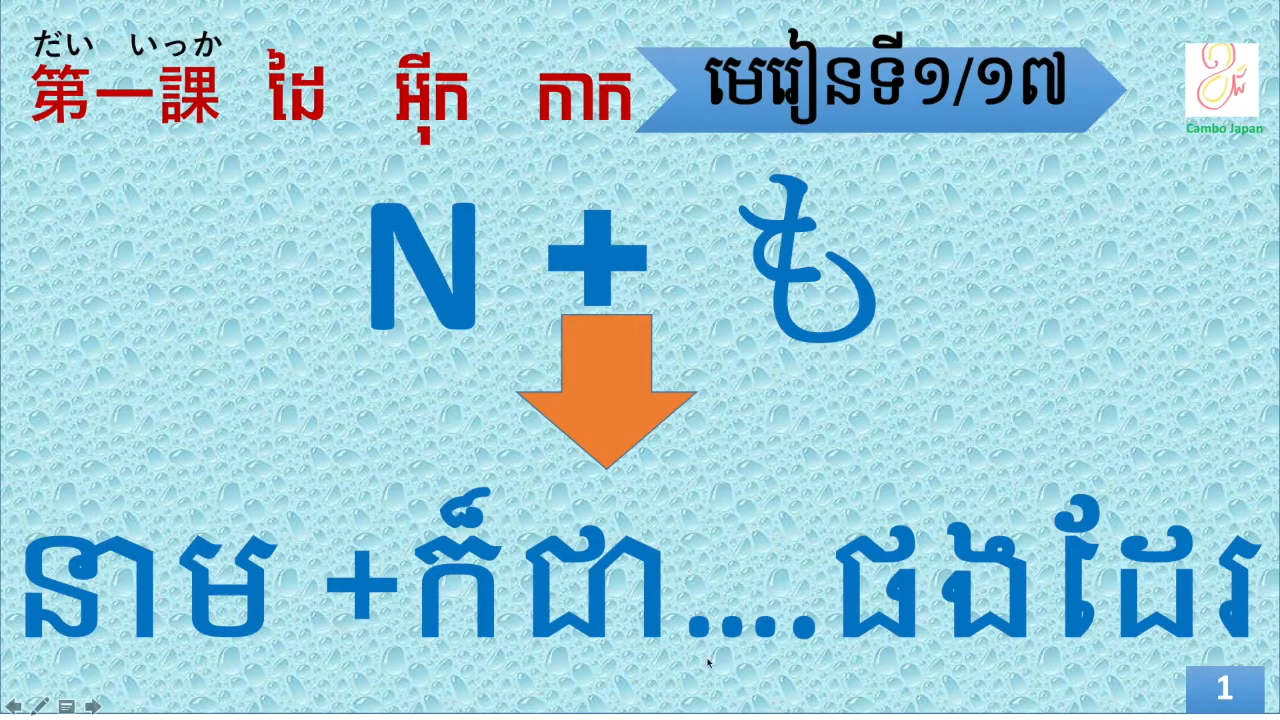 だい いっか
第一課 ដៃ អ៊ីុក កាក
មេរៀនទី១/១៧
Cambo Japan
N + も
នាម +ក៏ជា....ផងដែរ
1